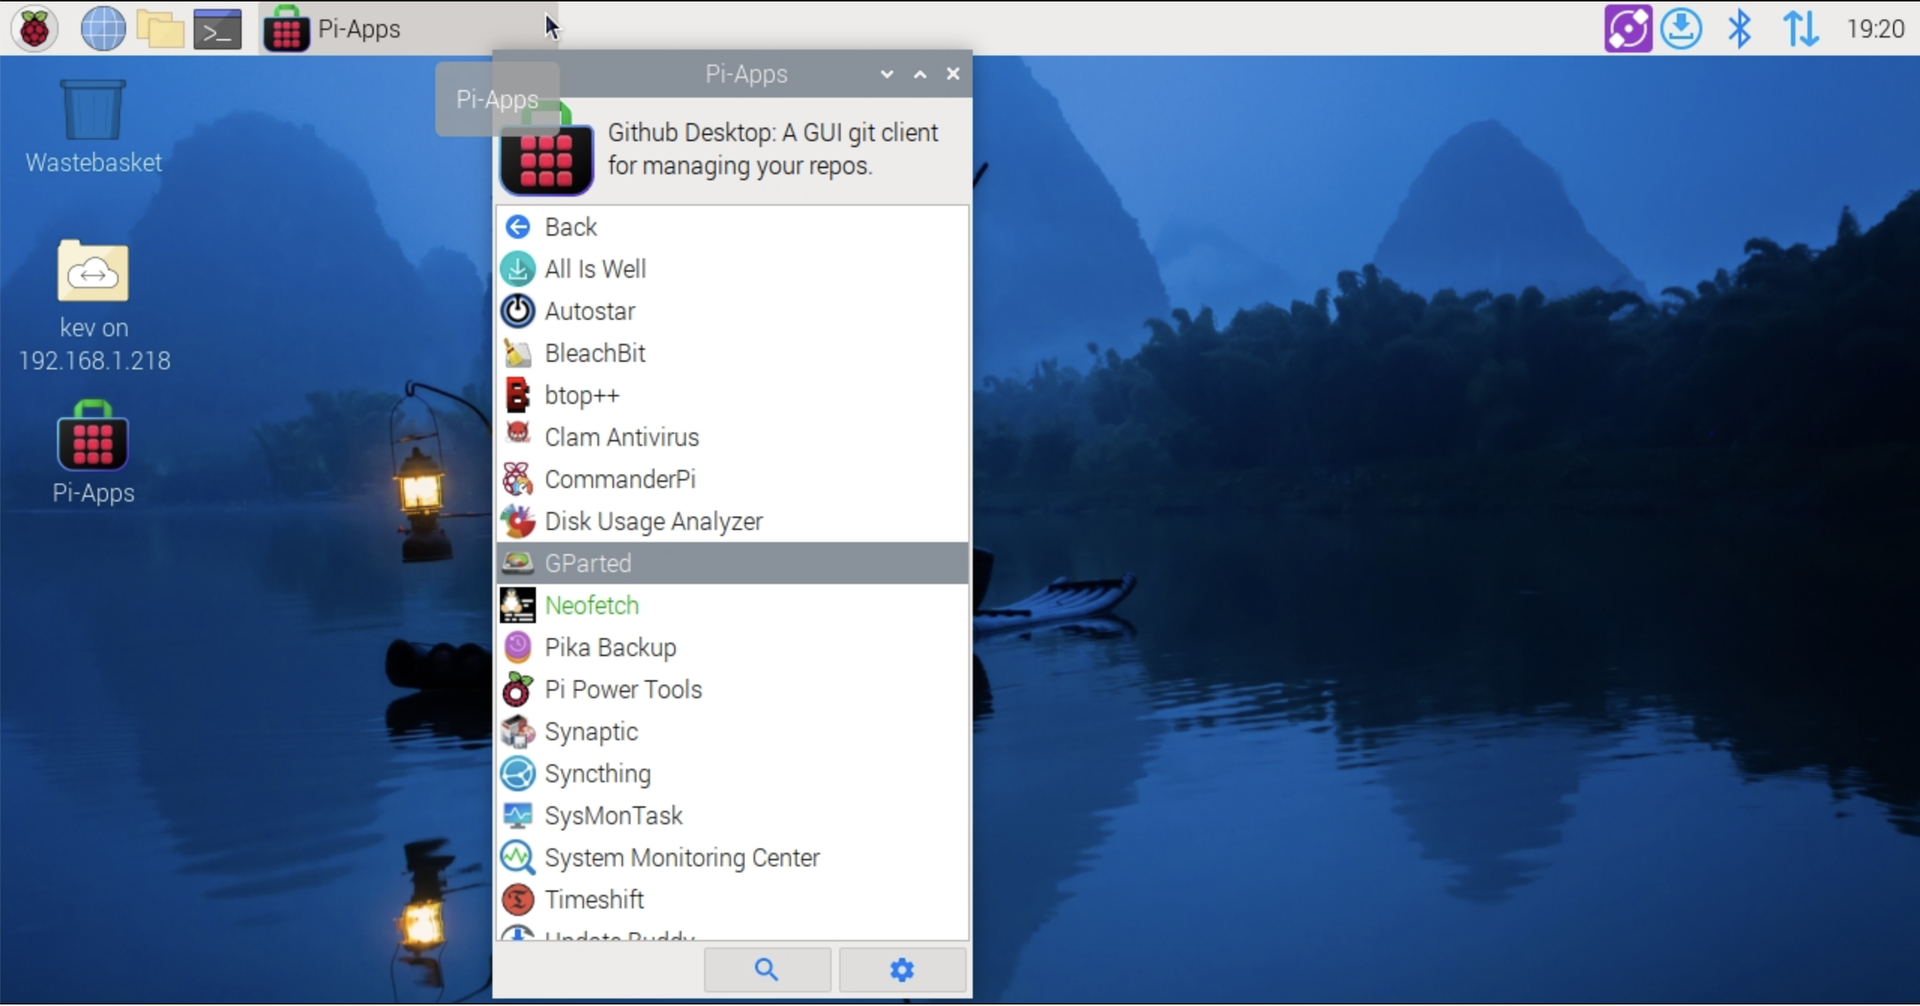 Pi-Apps
19:20
Wastebasket
kev on
192.168.1.218
Pi-Apps
Pi-Apps
Pi-Apps
Github Desktop: A GUI git client
for managing your repos.
Back
All Is Well
Autostar
BleachBit
btop++
Clam Antivirus
CommanderPi
Disk Usage Analyzer
GParted
Neofetch
Pika Backup
Pi Power Tools
Synaptic
Syncthing
SysMonTask
System Monitoring Center
Timeshift
Update Buddy